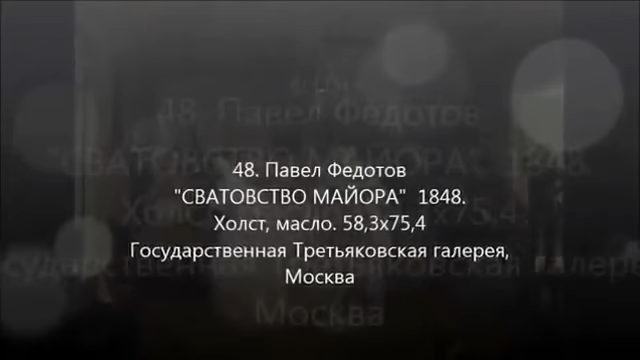 48. Павел Федотов
"СВАТОВСТВО МАЙОРА" 1848.
Холст, масло. 58,3х75,4
Государственная Третьяковская галерея,
Москва